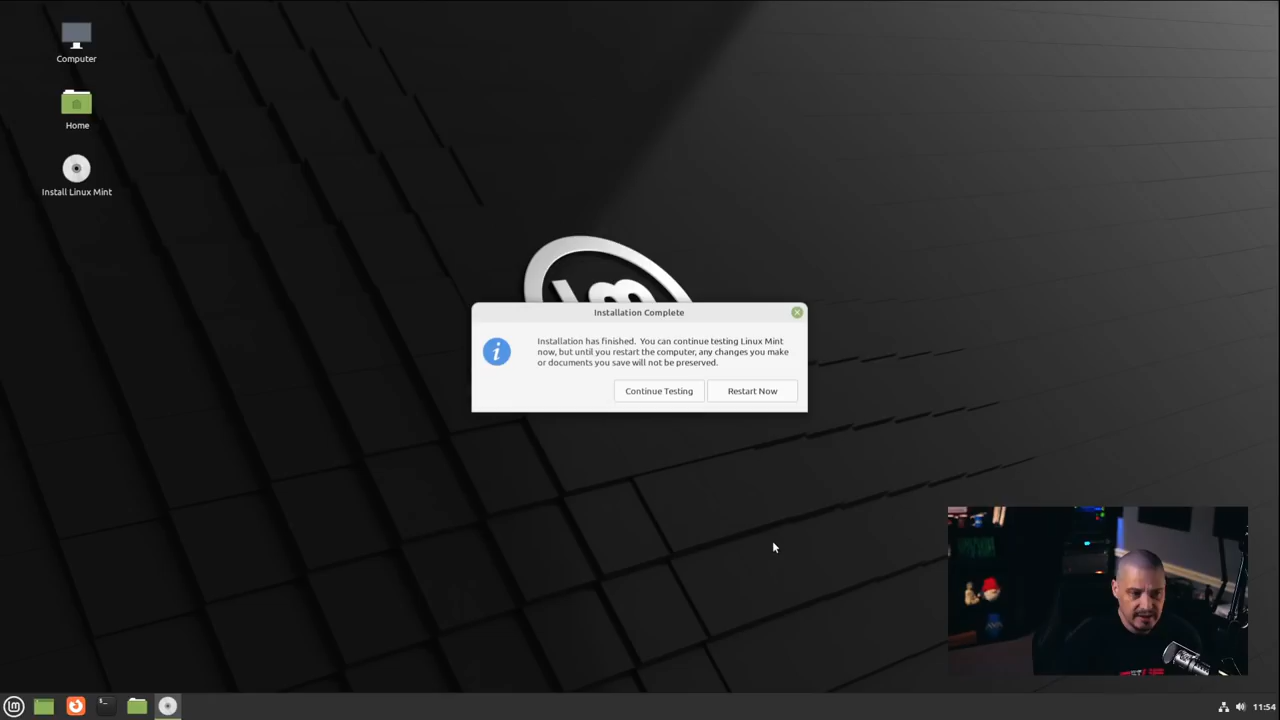 Computer
Home
Install Linux Mint
Installation Complete
Installation has finished. You can continue testing Linux Mint
now, but until you restart the computer, any changes you make
or documents you save will not be preserved.
Continue Testing
Restart Now
11:54